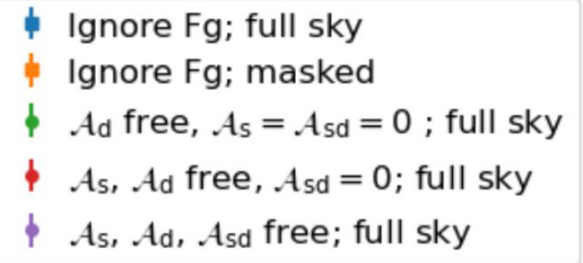 Ignore Fg; full sky
Ignore Fg; masked
𝒜d free, 𝒜s = 𝒜sd = 0 ; full sky
𝒜s, 𝒜d free, 𝒜sd = 0; full sky
𝒜s, 𝒜d, 𝒜sd free; full sky